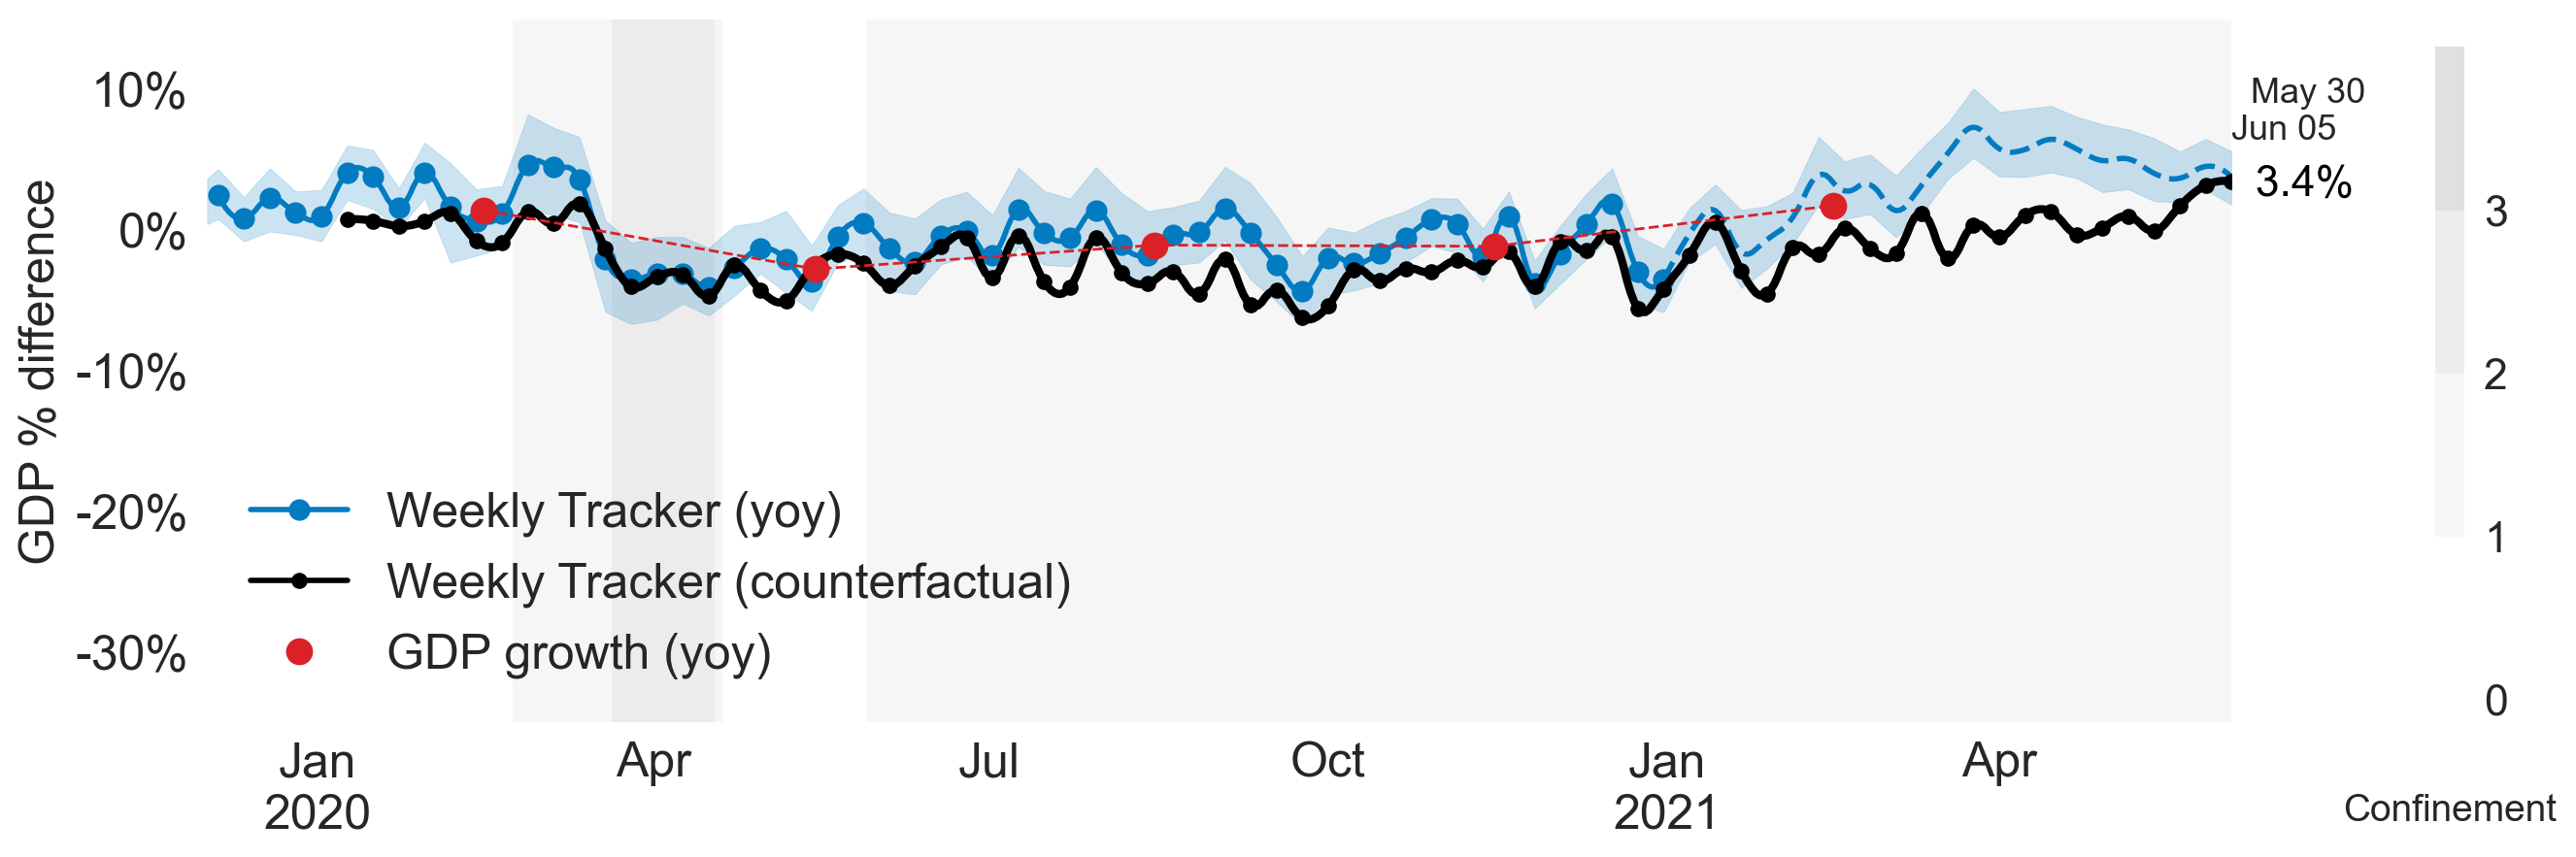 GDP % difference
10%
0%
-10%
-20%
-30%
May 30
Jun 05
3.4%
Weekly Tracker (yoy)
Weekly Tracker (counterfactual)
GDP growth (yoy)
Jan
2020
Apr
Jul
Oct
Jan
2021
Apr
3
2
1
0
Confinement